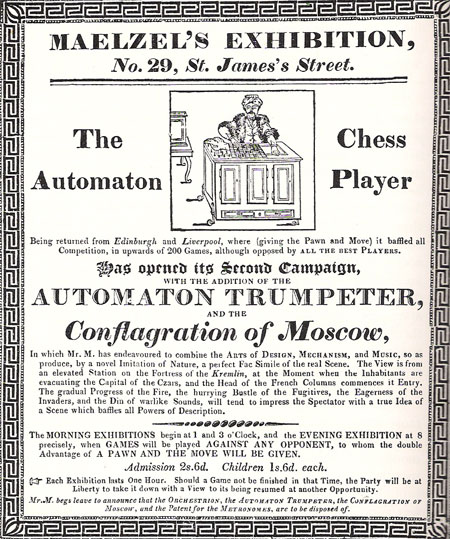 MAELZEL'S EXHIBITION,
No. 29, St. James's Street.
The Automaton
Chess Player
Being returned from Edinburgh and Liverpool, where (giving the Pawn and Move) it baffled all
Competition, in upwards of 200 Games, although opposed by ALL THE BEST PLAYERS.
Has opened its Second Campaign,
WITH THE ADDITION OF THE
AUTOMATON TRUMPETER,
AND THE
Conflagration of Moscow,
In which Mr. M. has endeavoured to combine the ARTS OF DESIGN, MECHANISM, and MUSIC, so as
to produce, by a novel Imitation of Nature, a perfect Fac Simile of the real Scene. The View is from
an elevated Station on the Fortress of the Kremlin, at the Moment when the Inhabitants are
evacuating the Capital of the Czars, and the Head of the French Columns commences it Entry.
The gradual Progress of the Fire, the hurrying Bustle of the Fugitives, the Eagerness of the
Invaders, and the Din of warlike Sounds, will tend to impress the Spectator with a true Idea of
a Scene which baffles all Powers of Description.
The MORNING EXHIBITIONS begin at 1 and 3 o'Clock, and the EVENING EXHIBITION at 8
precisely, when GAMES will be played AGAINST ANY OPPONENT, to whom the double
Advantage of A PAWN AND THE MOVE WILL BE GIVEN.
Admission 2s.6d. Children 1s.6d. each.
☞ Each Exhibition lasts One Hour. Should a Game not be finished in that Time, the Party will be at
Liberty to take it down with a View to its being resumed at another Opportunity.
Mr. M. begs leave to announce that the ORCHESTRION, the AUTOMATON TRUMPETER, the CONFLAGRATION OF
MOSCOW, and the Patent for the METRONOMES, are to be disposed of.